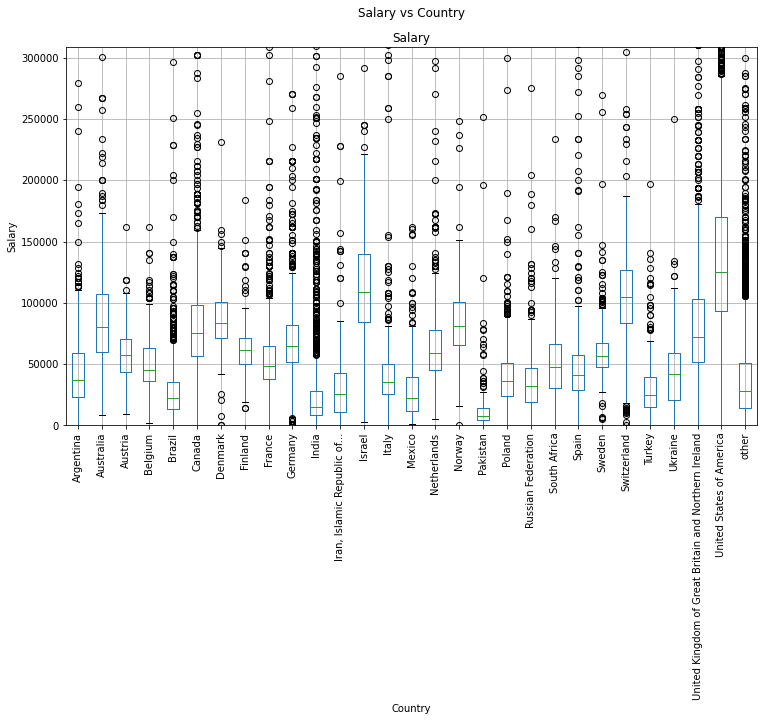 Salary vs Country
Salary
300000
250000
200000
150000
100000
50000
0
Salary
Argentina
Australia
Austria
Belgium
Brazil
Canada
Denmark
Finland
France
Germany
India
Iran, Islamic Republic of...
Israel
Italy
Mexico
Netherlands
Norway
Pakistan
Poland
Russian Federation
South Africa
Spain
Sweden
Switzerland
Turkey
Ukraine
United Kingdom of Great Britain and Northern Ireland
United States of America
other
Country